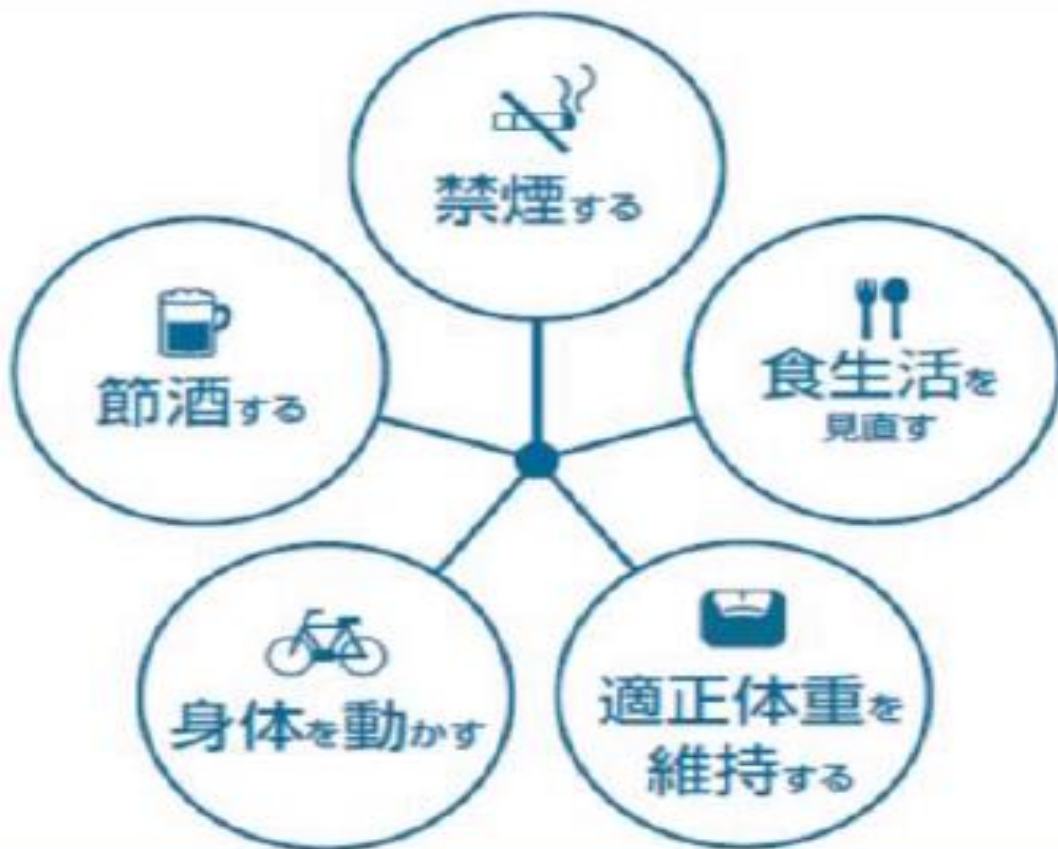 禁煙する
節酒する
食生活を
見直す
身体を動かす
適正体重を
維持する